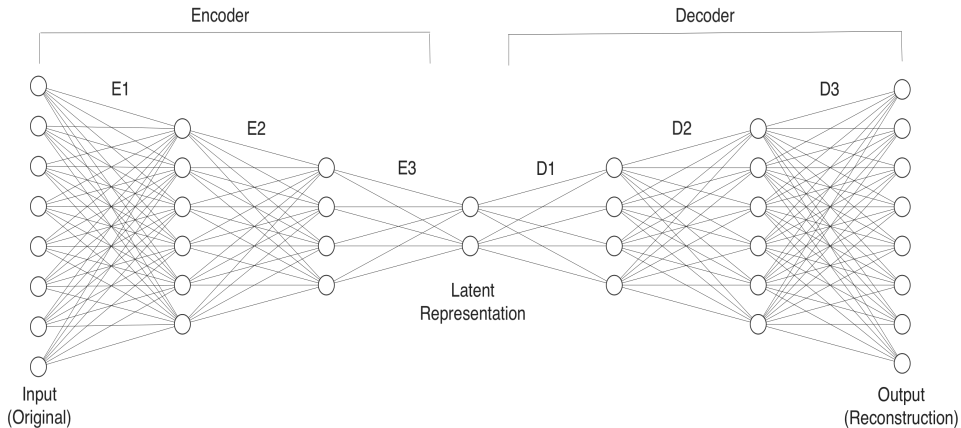 Encoder
Decoder
E1
E2
E3
D1
D2
D3
Latent
Representation
Input
(Original)
Output
(Reconstruction)